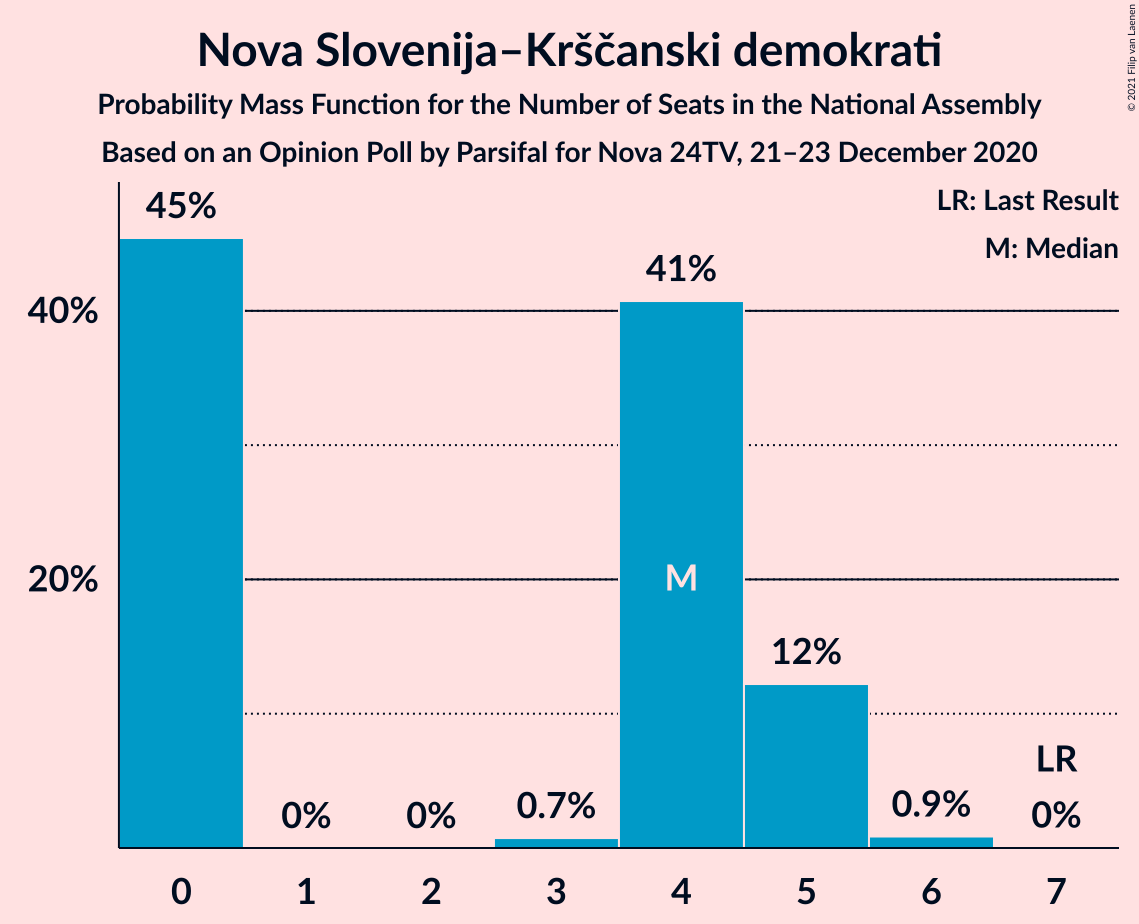 Nova Slovenija–Krščanski demokrati
Probability Mass Function for the Number of Seats in the National Assembly
Based on an Opinion Poll by Parsifal for Nova 24TV, 21–23 December 2020
© 2021 Filip van Laenen
LR: Last Result
M: Median
45%
41%
40%
20%
M
12%
LR
0%
0%
0.7%
0.9%
0%
0 1 2 3 4 5 6 7